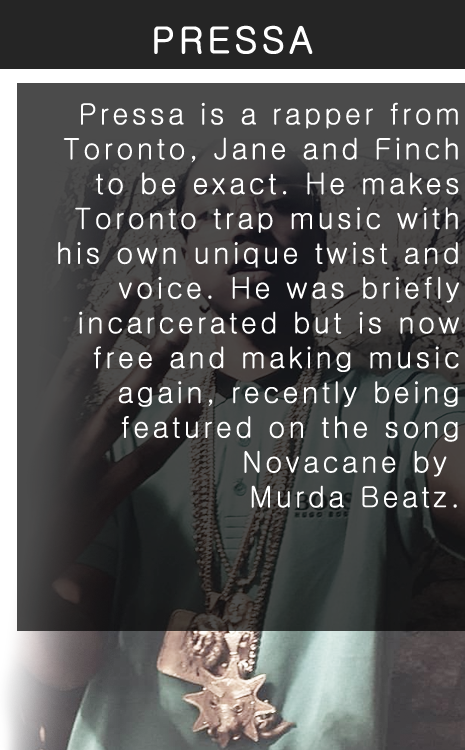 PRESSA
Pressa is a rapper from
Toronto, Jane and Finch
to be exact. He makes
Toronto trap music with
his own unique twist and
voice. He was briefly
incarcerated but is now
free and making music
again, recently being
featured on the song
Novacane by
Murda Beatz.